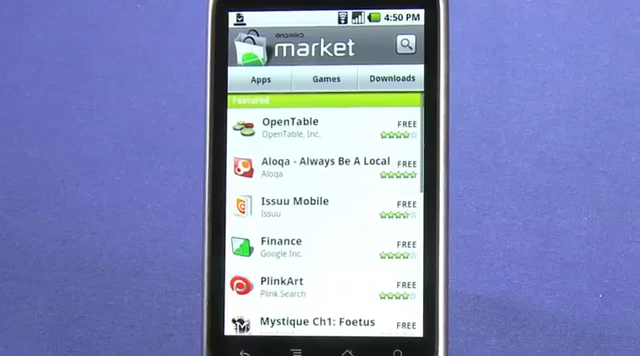 4:50 PM
ANDROID
market
Apps Games Downloads
Featured
OpenTable
FREE
OpenTable, Inc.
Aloqa - Always Be A Local
FREE
Aloqa
Issuu Mobile
FREE
Issuu
Finance
FREE
Google Inc.
PlinkArt
FREE
Plink Search
Mystique Ch1: Foetus
FREE